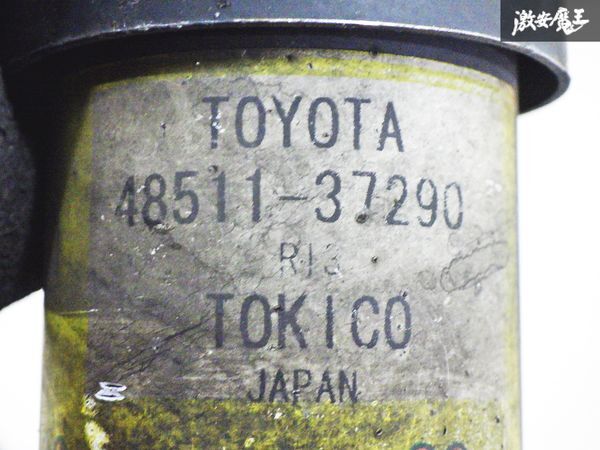 激安魔王
TOYOTA
48511-37290
R13
TOKICO
JAPAN